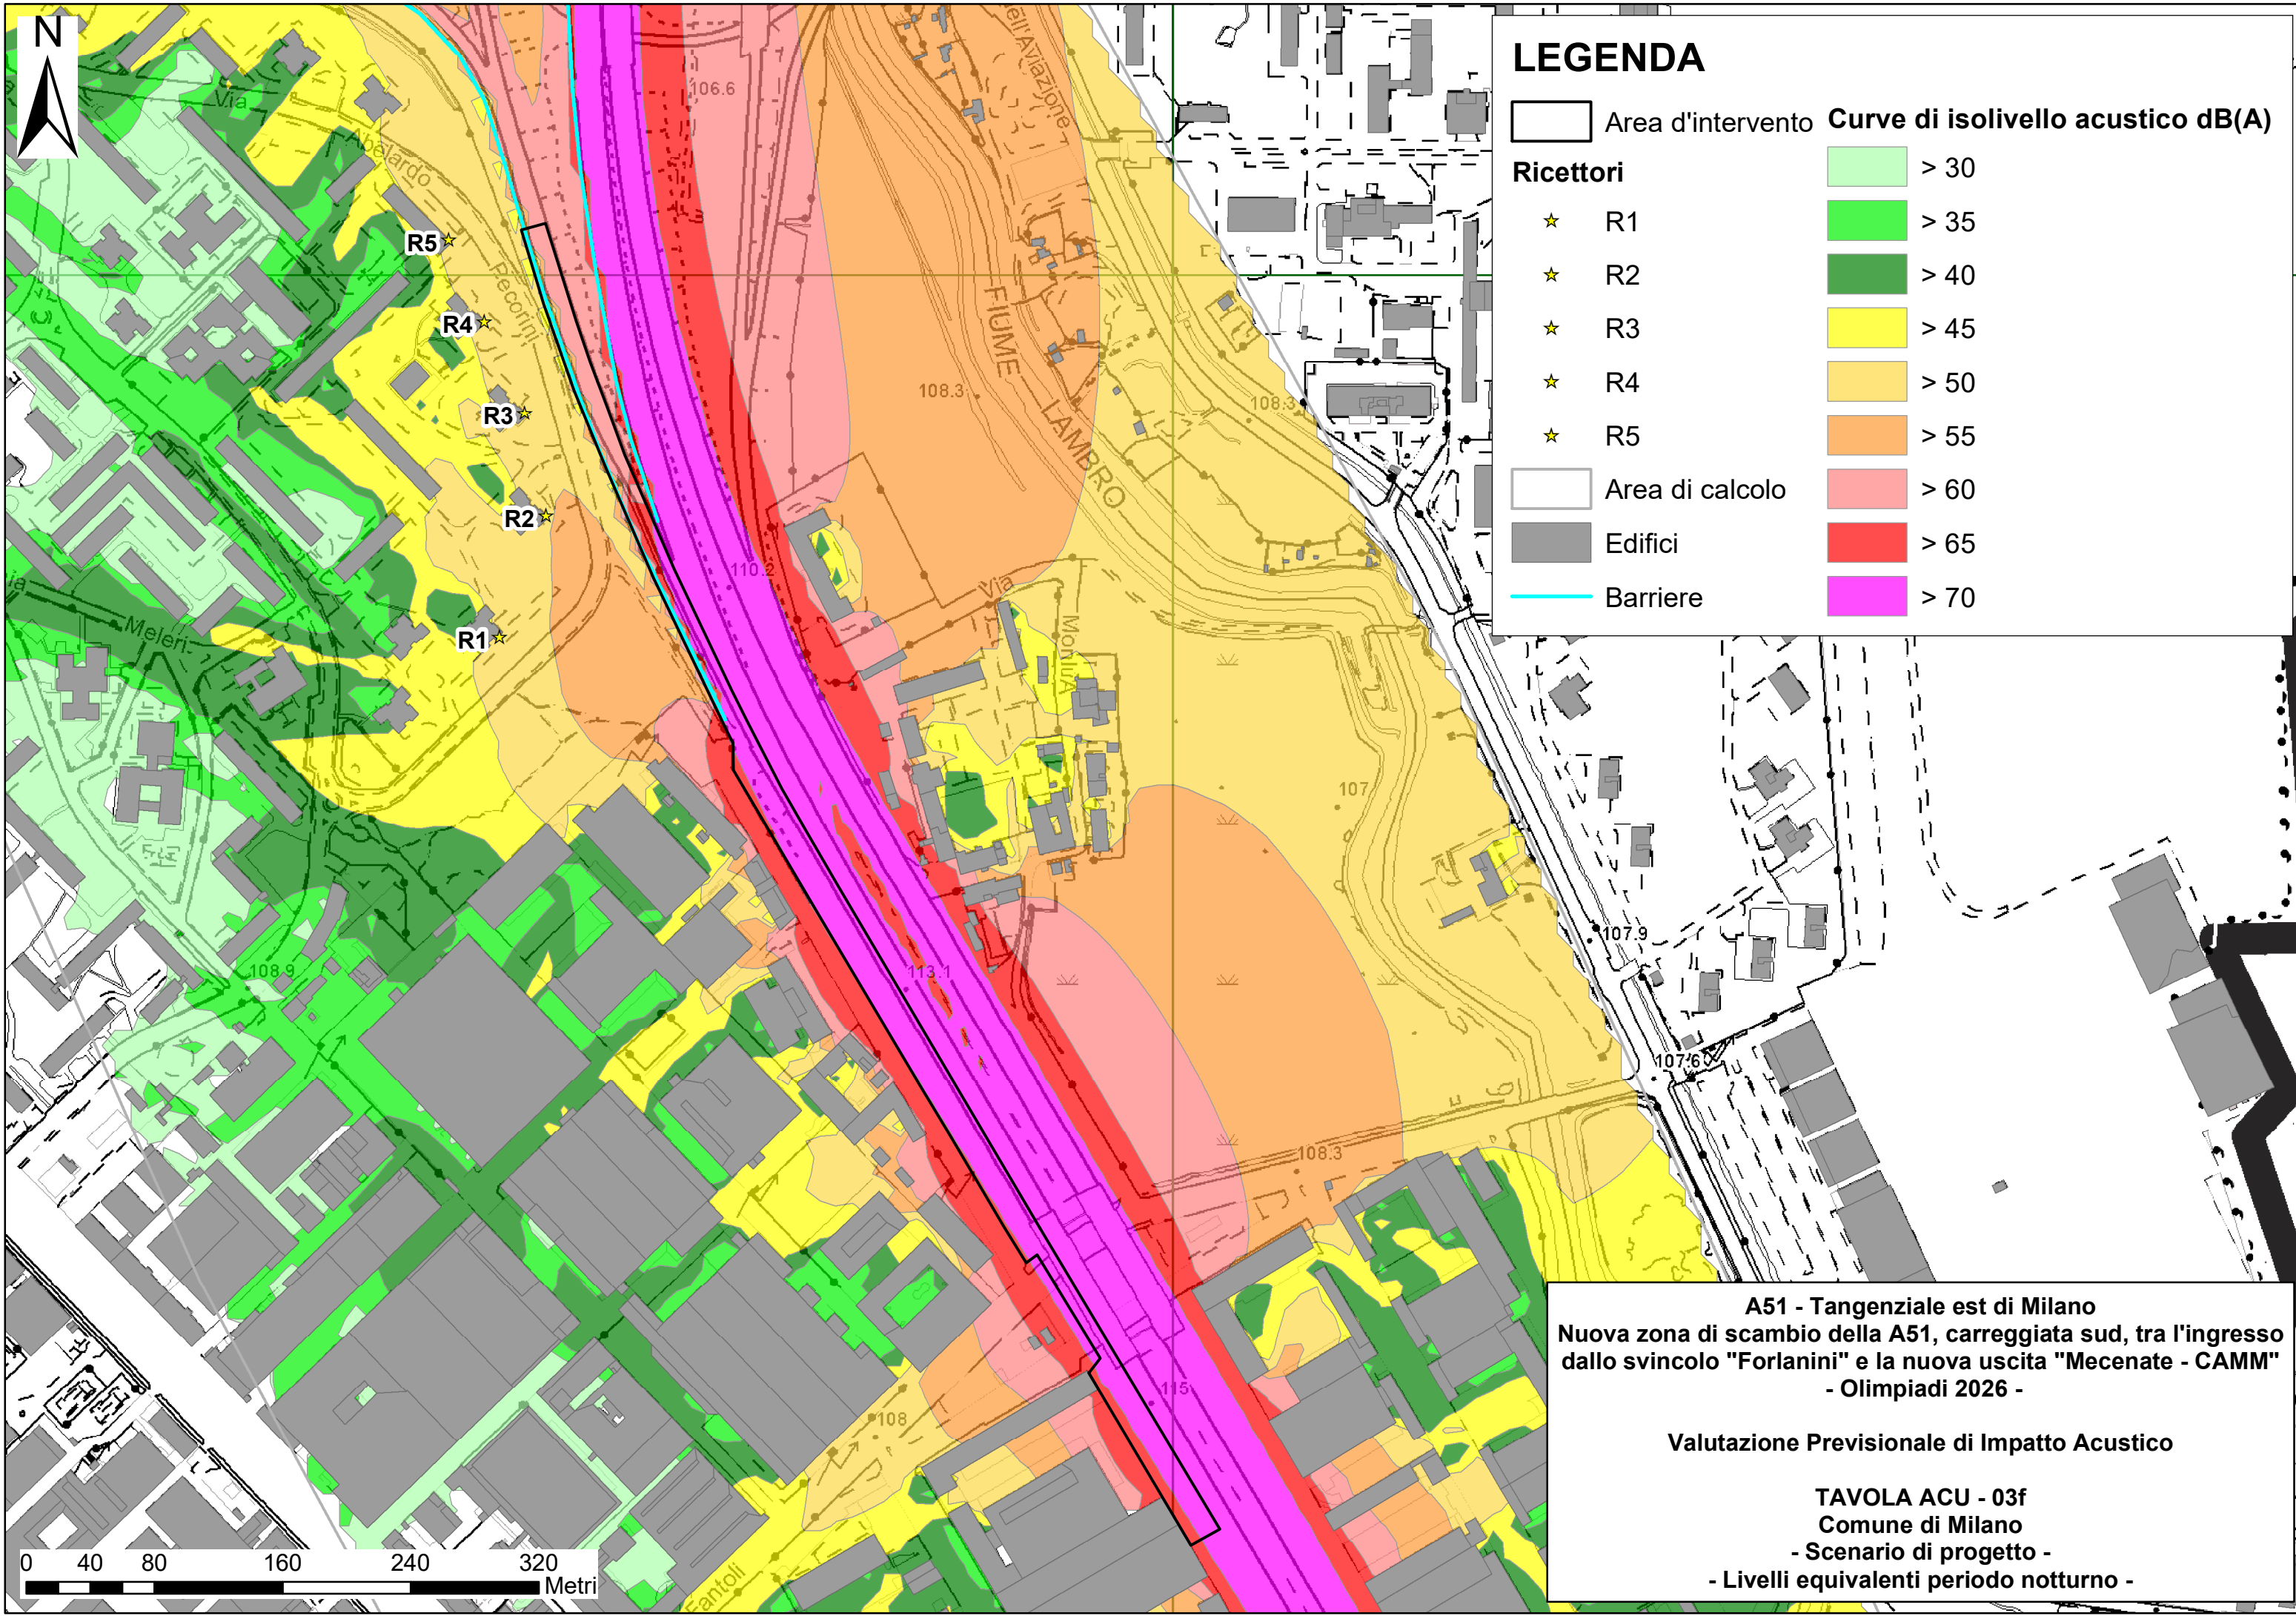 N
LEGENDA
Area d'intervento
Ricettori
R1
R2
R3
R4
R5
Area di calcolo
Edifici
Barriere
Curve di isolivello acustico dB(A)
> 30
> 35
> 40
> 45
> 50
> 55
> 60
> 65
> 70
Via
Abelardo
Pecorini
dell'Aviazione
106.6
R5
R4
R3
R2
R1
FIUME
LAMBRO
108.3
108.3
110.2
Via
Monluè
Meleri
107
107.9
108.9
113.1
107.6
108.3
115
108
Fantoli
0 40 80 160 240 320
Metri
A51 - Tangenziale est di Milano
Nuova zona di scambio della A51, carreggiata sud, tra l'ingresso
dallo svincolo "Forlanini" e la nuova uscita "Mecenate - CAMM"
- Olimpiadi 2026 -
Valutazione Previsionale di Impatto Acustico
TAVOLA ACU - 03f
Comune di Milano
- Scenario di progetto -
- Livelli equivalenti periodo notturno -